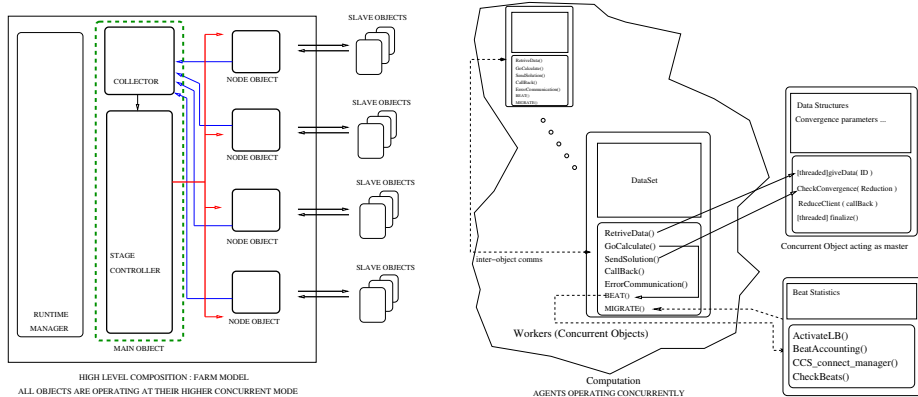 SLAVE OBJECTS
COLLECTOR
NODE OBJECT
SLAVE OBJECTS
NODE OBJECT
SLAVE OBJECTS
NODE OBJECT
STAGE
CONTROLLER
SLAVE OBJECTS
NODE OBJECT
RUNTIME
MANAGER
MAIN OBJECT
HIGH LEVEL COMPOSITION : FARM MODEL
ALL OBJECTS ARE OPERATING AT THEIR HIGHER CONCURRENT MODE
RetriveData()
GoCalculate()
SendSolution()
CallBack()
ErrorCommunication()
BEAT()
MIGRATE()
DataSet
RetriveData()
GoCalculate()
SendSolution()
CallBack()
ErrorCommunication()
BEAT()
MIGRATE()
inter-object comms
Workers (Concurrent Objects)
Computation
AGENTS OPERATING CONCURRENTLY
Data Structures
Convergence parameters ...
[threaded]giveData( ID )
CheckConvergence( Reduction )
ReduceClient ( callBack )
[threaded] finalize()
Concurrent Object acting as master
Beat Statistics
ActivateLB()
BeatAccounting()
CCS_connect_manager()
CheckBeats()